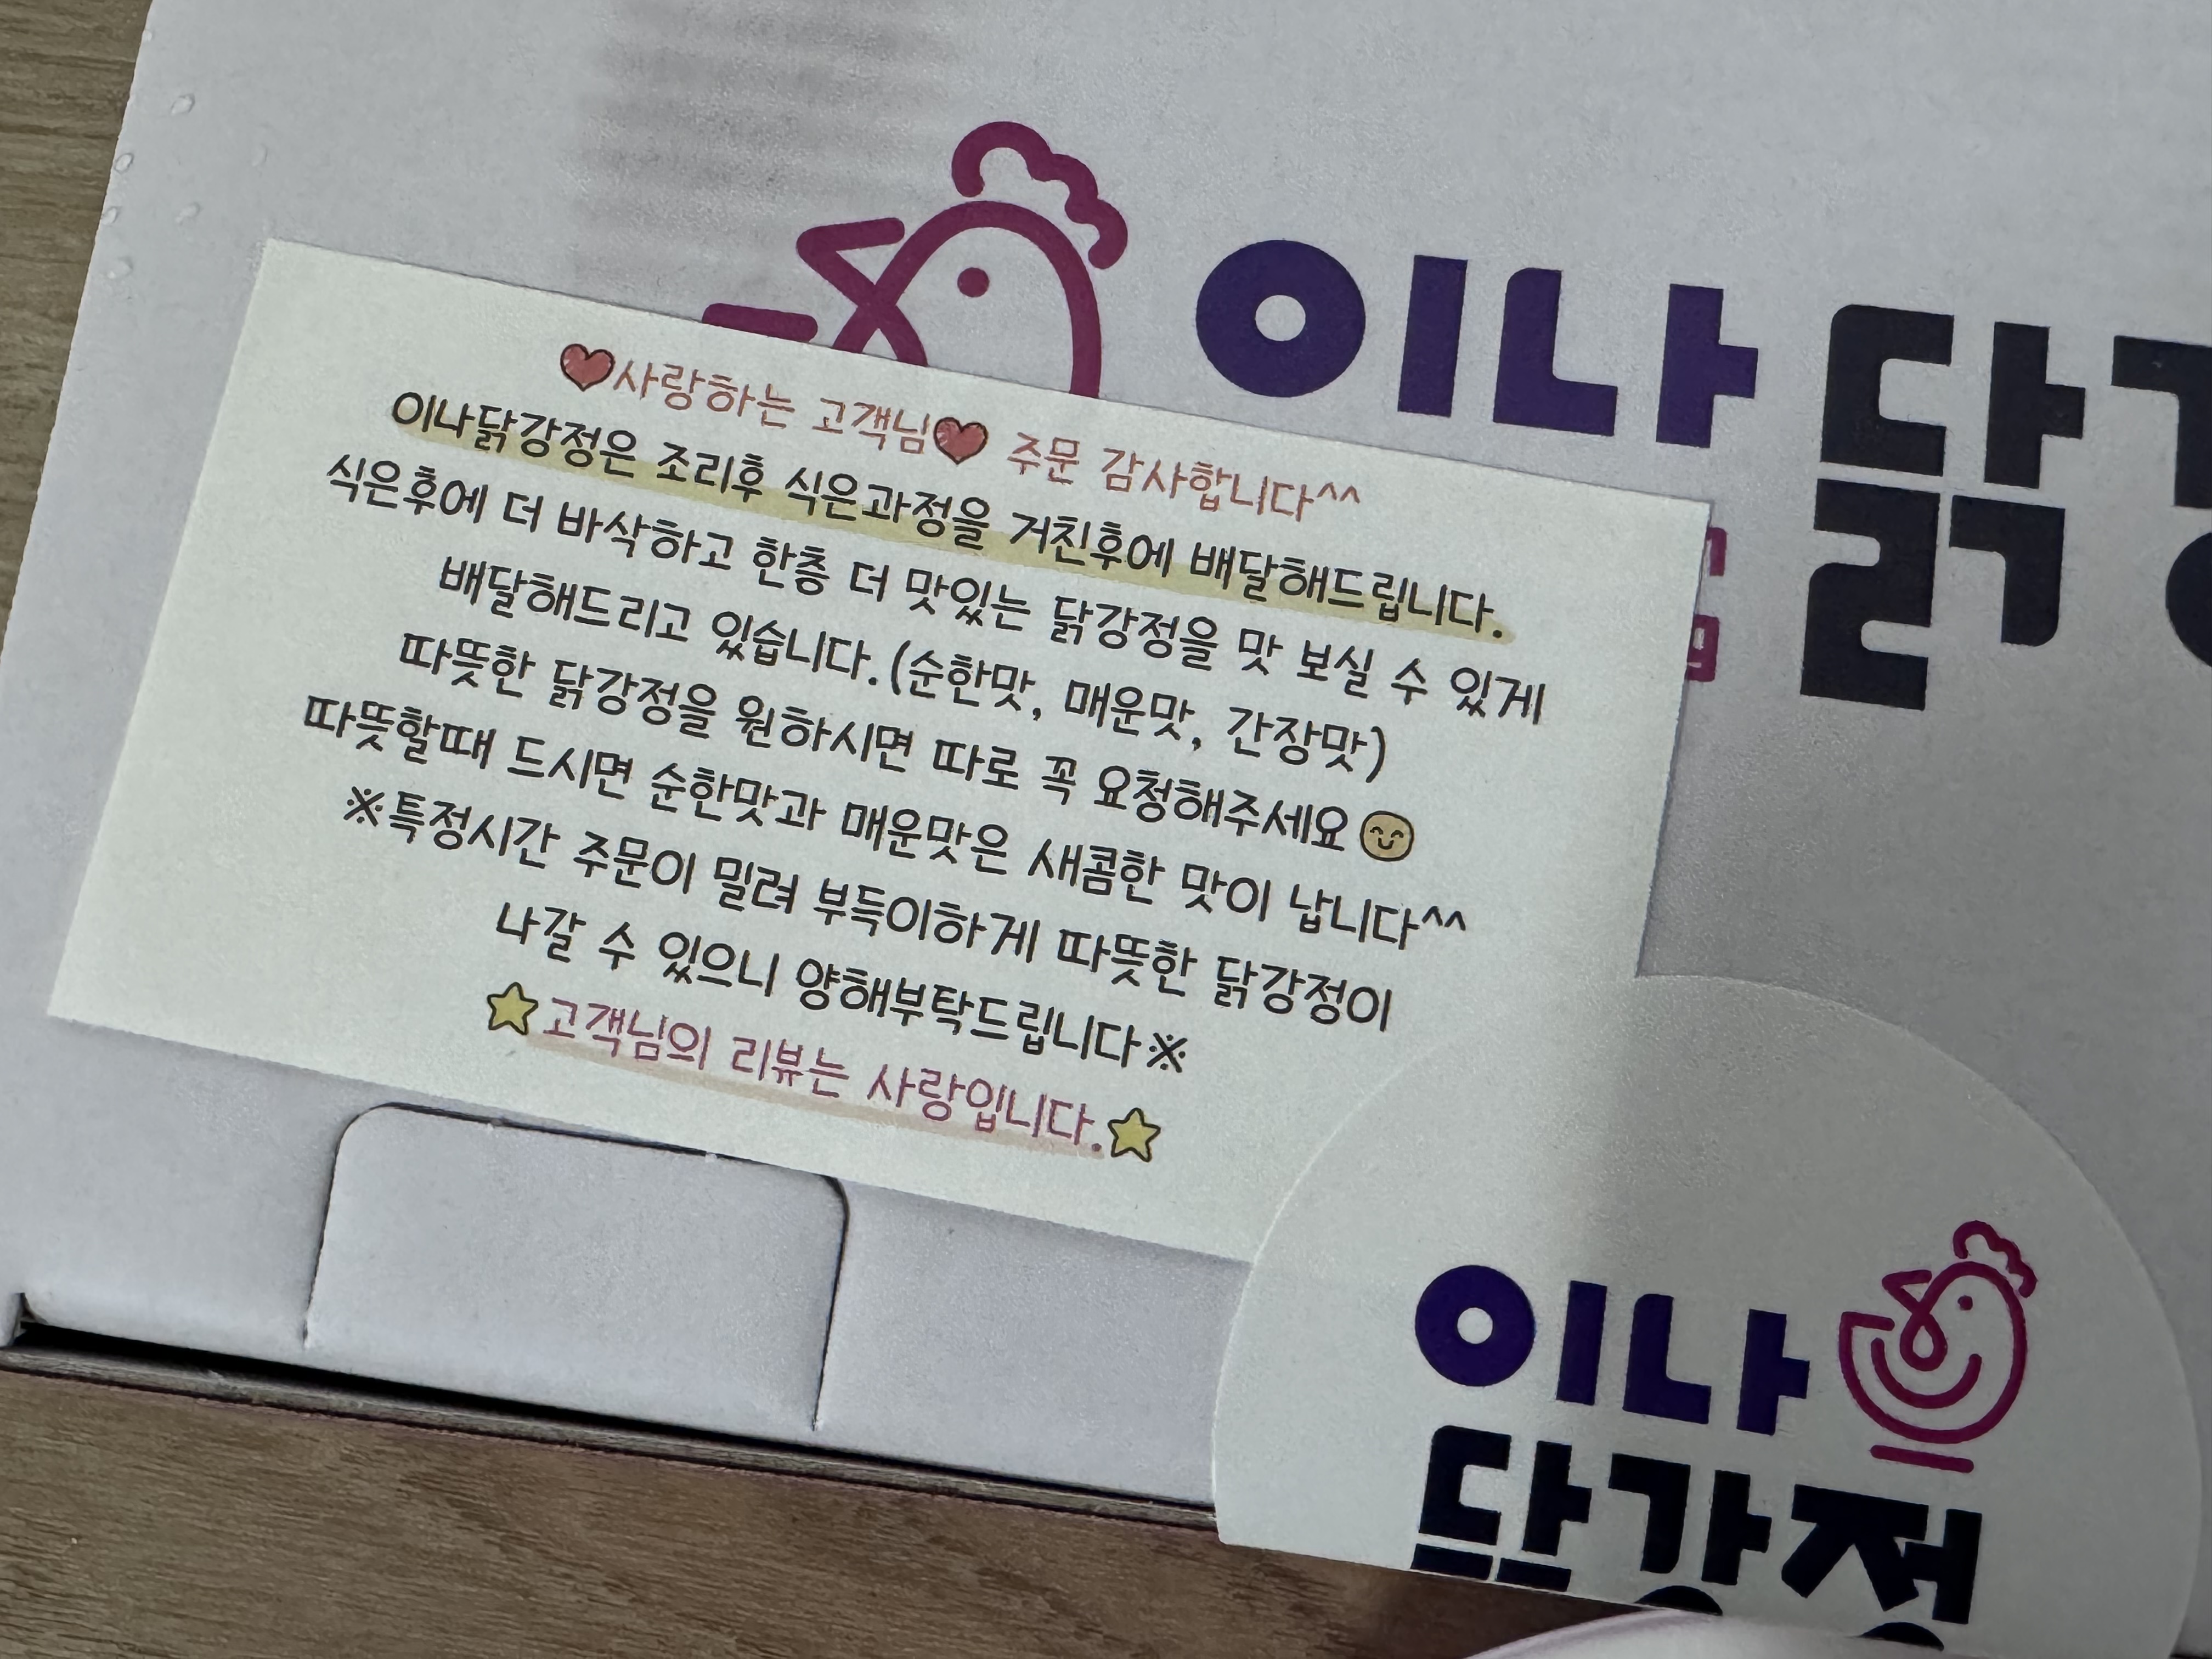 이나
❤사랑하는 고객님❤ 주문 감사합니다^^
이나닭강정은 조리후 식은과정을 거친후에 배달해드립니다.
식은후에 더 바삭하고 한층 더 맛있는 닭강정을 맛 보실 수 있게
배달해드리고 있습니다.(순한맛, 매운맛, 간장맛)
따뜻한 닭강정을 원하시면 따로 꼭 요청해주세요😊
따뜻할때 드시면 순한맛과 매운맛은 새콤한 맛이 납니다^^
※특정시간 주문이 밀려 부득이하게 따뜻한 닭강정이
나갈 수 있으니 양해부탁드립니다※
⭐고객님의 리뷰는 사랑입니다.⭐
이나
닭강정